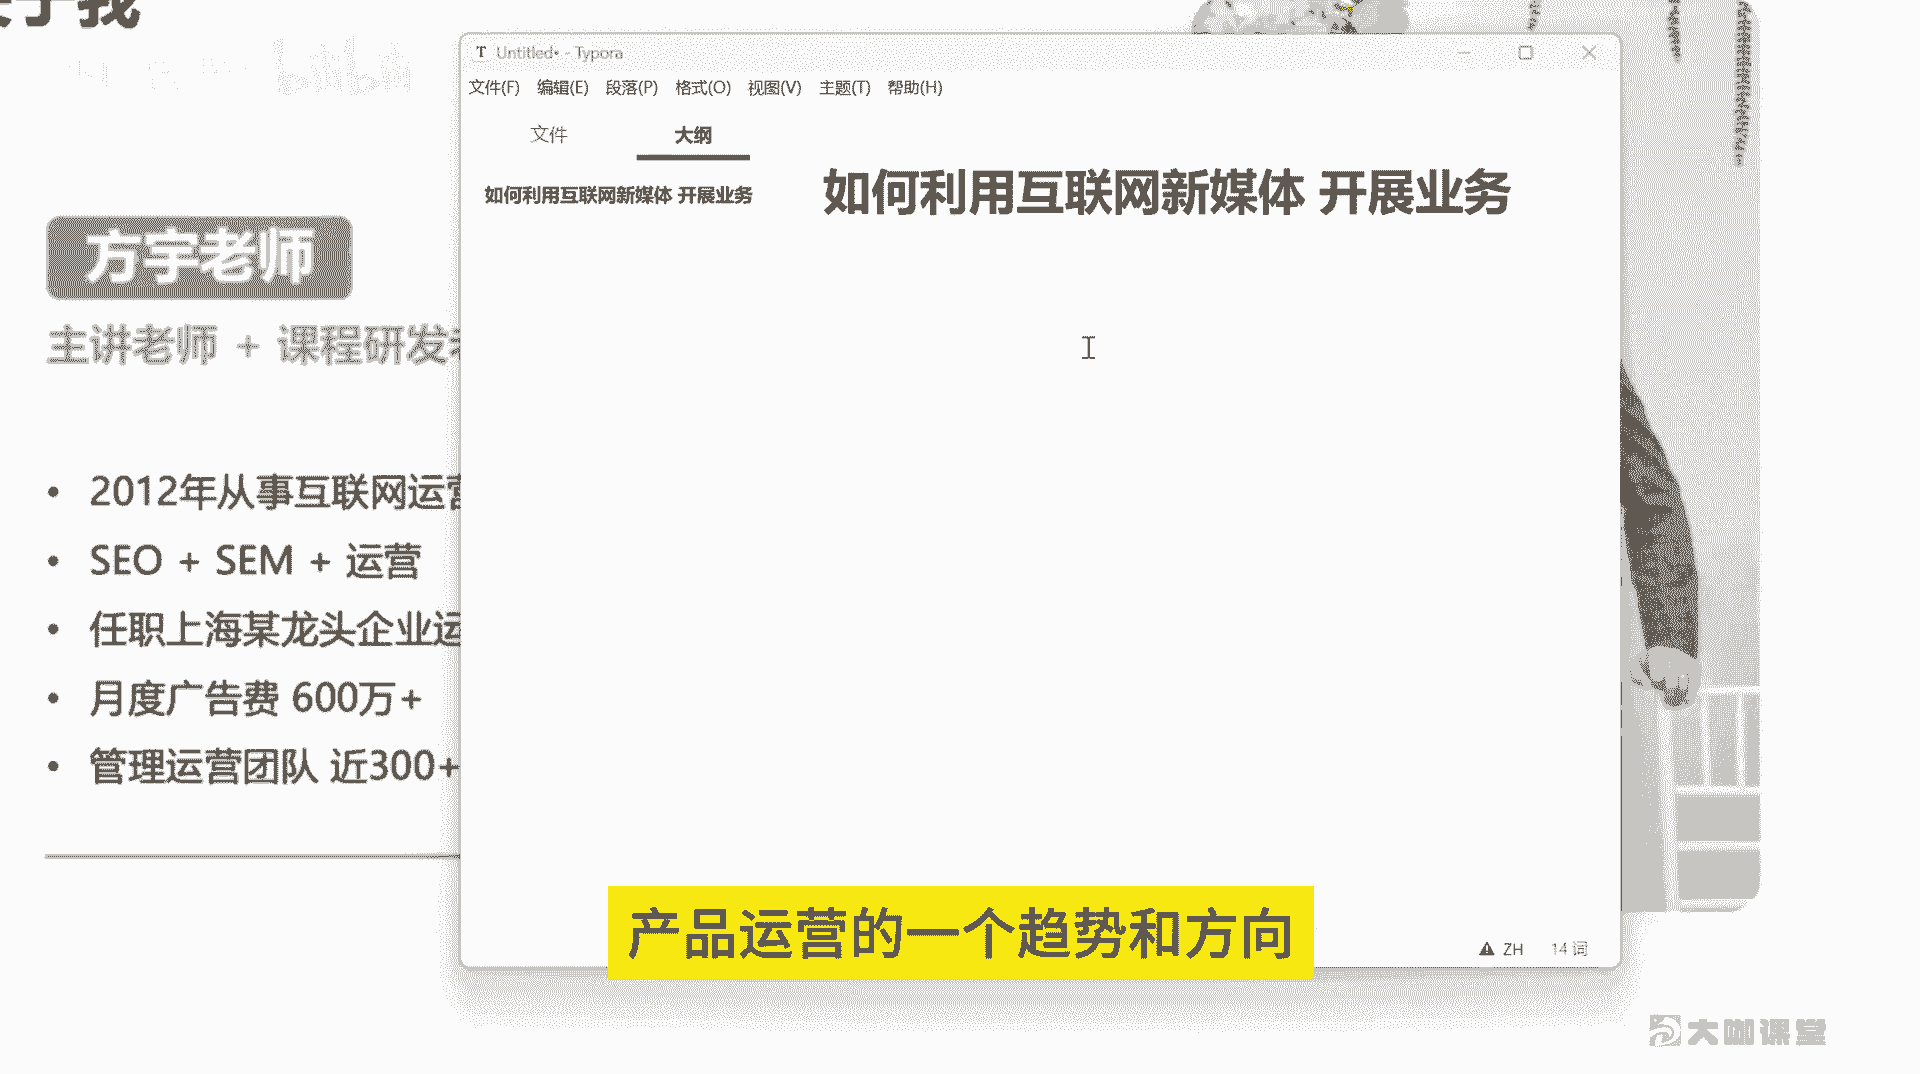 于我
bilibili
T Untitled• - Typora
文件(F) 编辑(E) 段落(P) 格式(O) 视图(V) 主题(T) 帮助(H)
文件 大纲
如何利用互联网新媒体 开展业务
如何利用互联网新媒体 开展业务
方宇老师
主讲老师 + 课程研发
2012年从事互联网运营
SEO + SEM + 运营
任职上海某龙头企业运
月度广告费 600万+
管理运营团队 近300+
产品运营的一个趋势和方向
ZH 14 词
大咖课堂